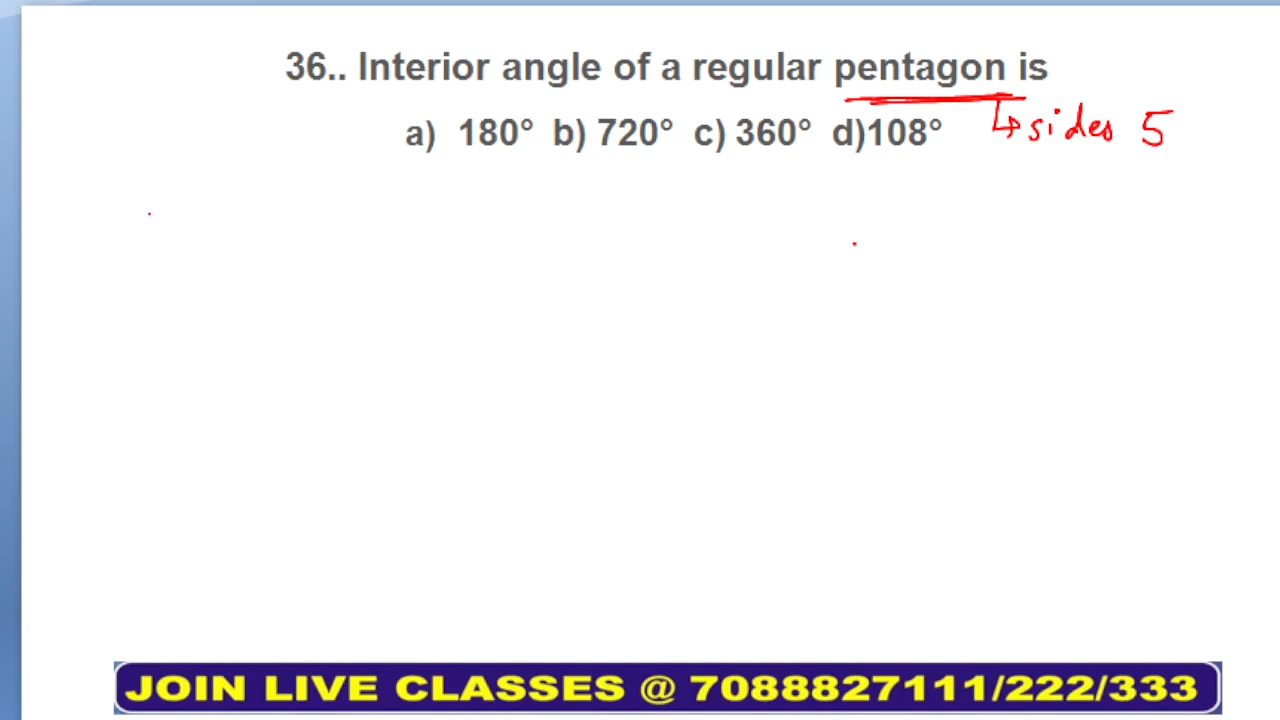 36.. Interior angle of a regular pentagon is
a) 180° b) 720° c) 360° d)108° ↳ sides 5
JOIN LIVE CLASSES @ 7088827111/222/333